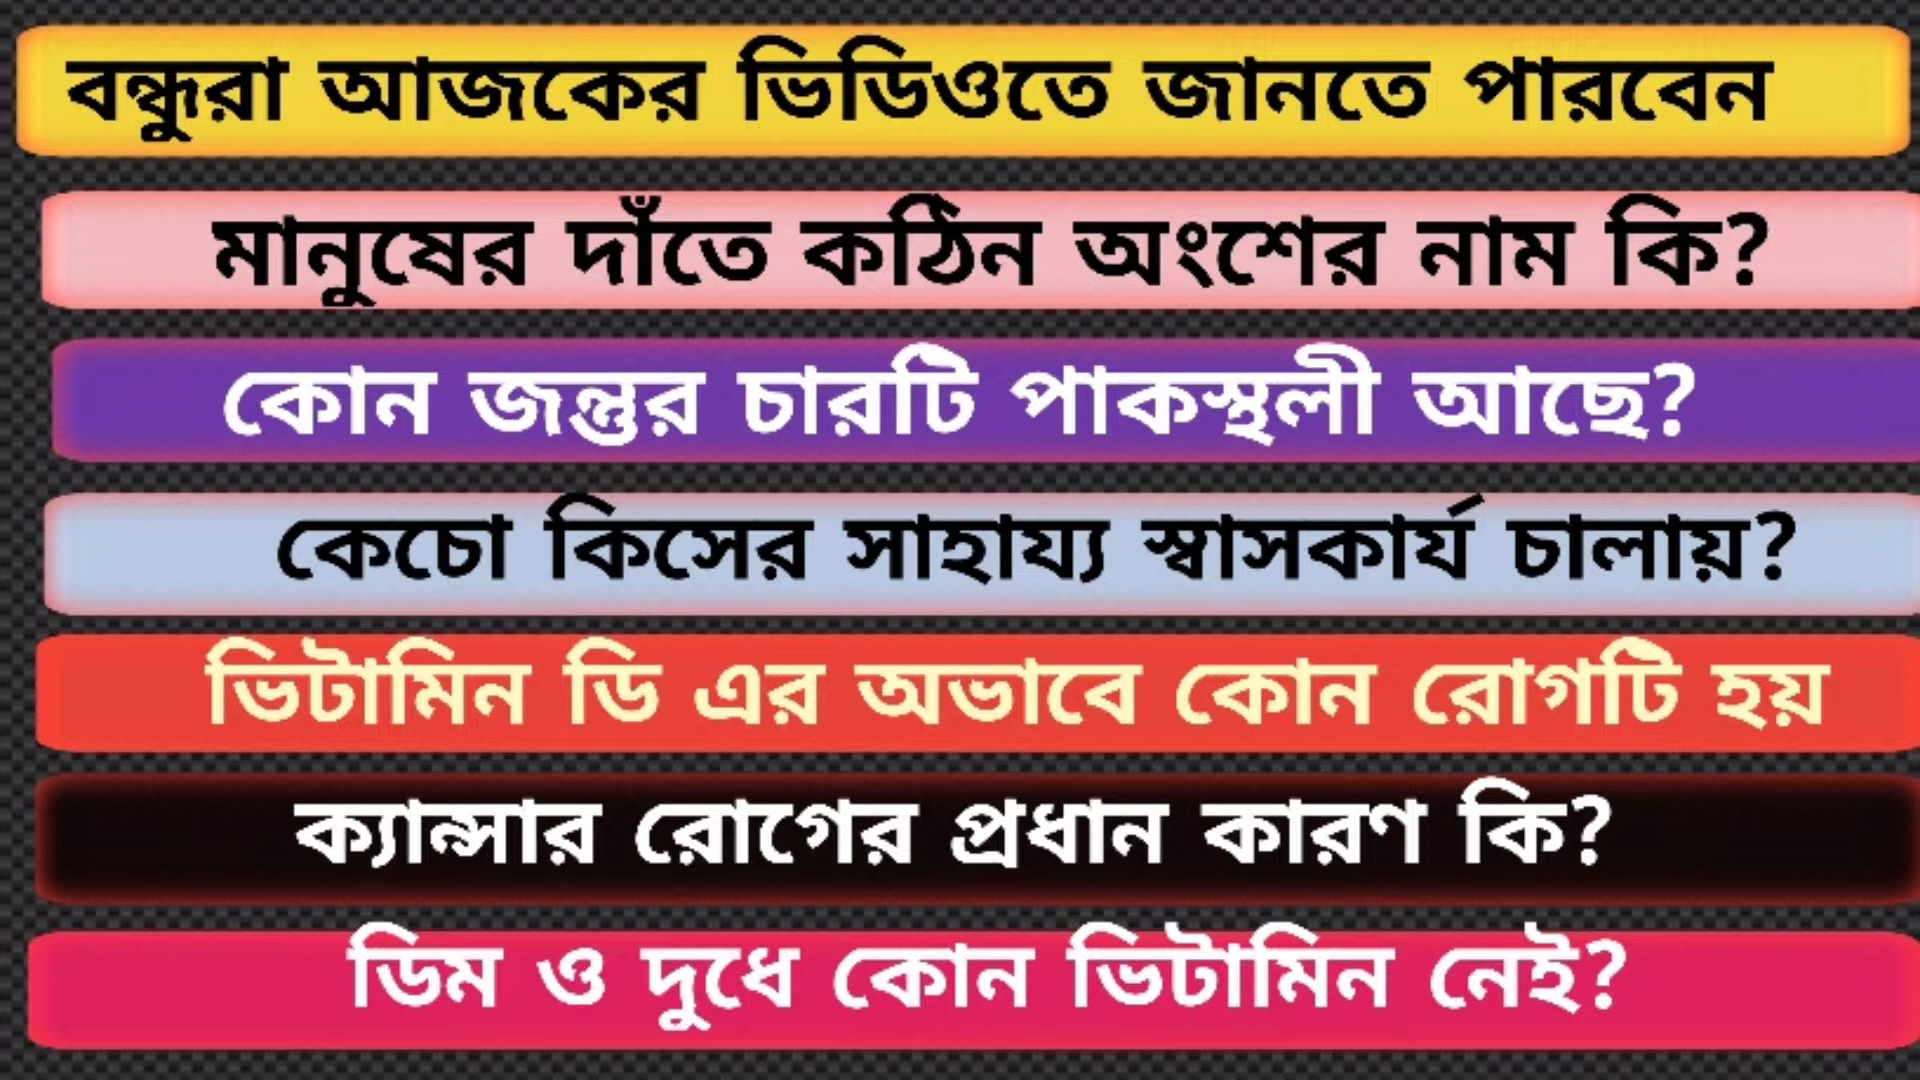 বন্ধুরা আজকের ভিডিওতে জানতে পারবেন
মানুষের দাঁতে কঠিন অংশের নাম কি?
কোন জন্তুর চারটি পাকস্থলী আছে?
কেচো কিসের সাহায্য স্বাসকার্য চালায়?
ভিটামিন ডি এর অভাবে কোন রোগটি হয়
ক্যান্সার রোগের প্রধান কারণ কি?
ডিম ও দুধে কোন ভিটামিন নেই?